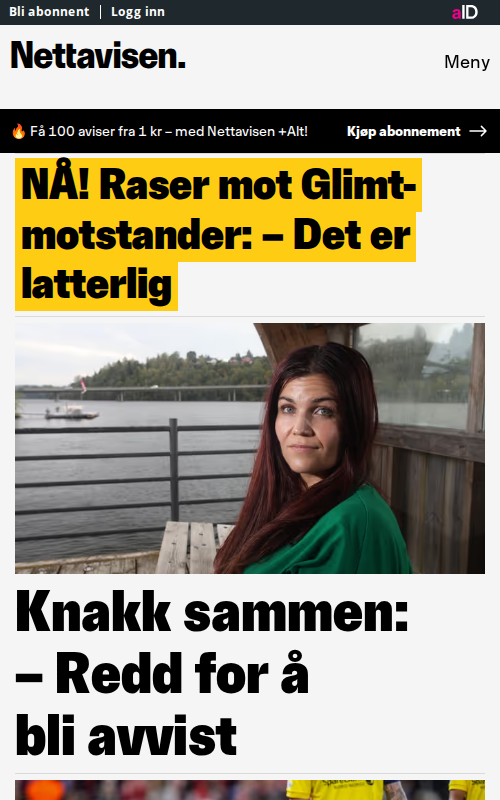 Bli abonnent | Logg inn
aID
Nettavisen.
Meny
🔥 Få 100 aviser fra 1 kr – med Nettavisen +Alt!
Kjøp abonnement →
NÅ! Raser mot Glimt-
motstander: – Det er
latterlig
Knakk sammen:
– Redd for å
bli avvist